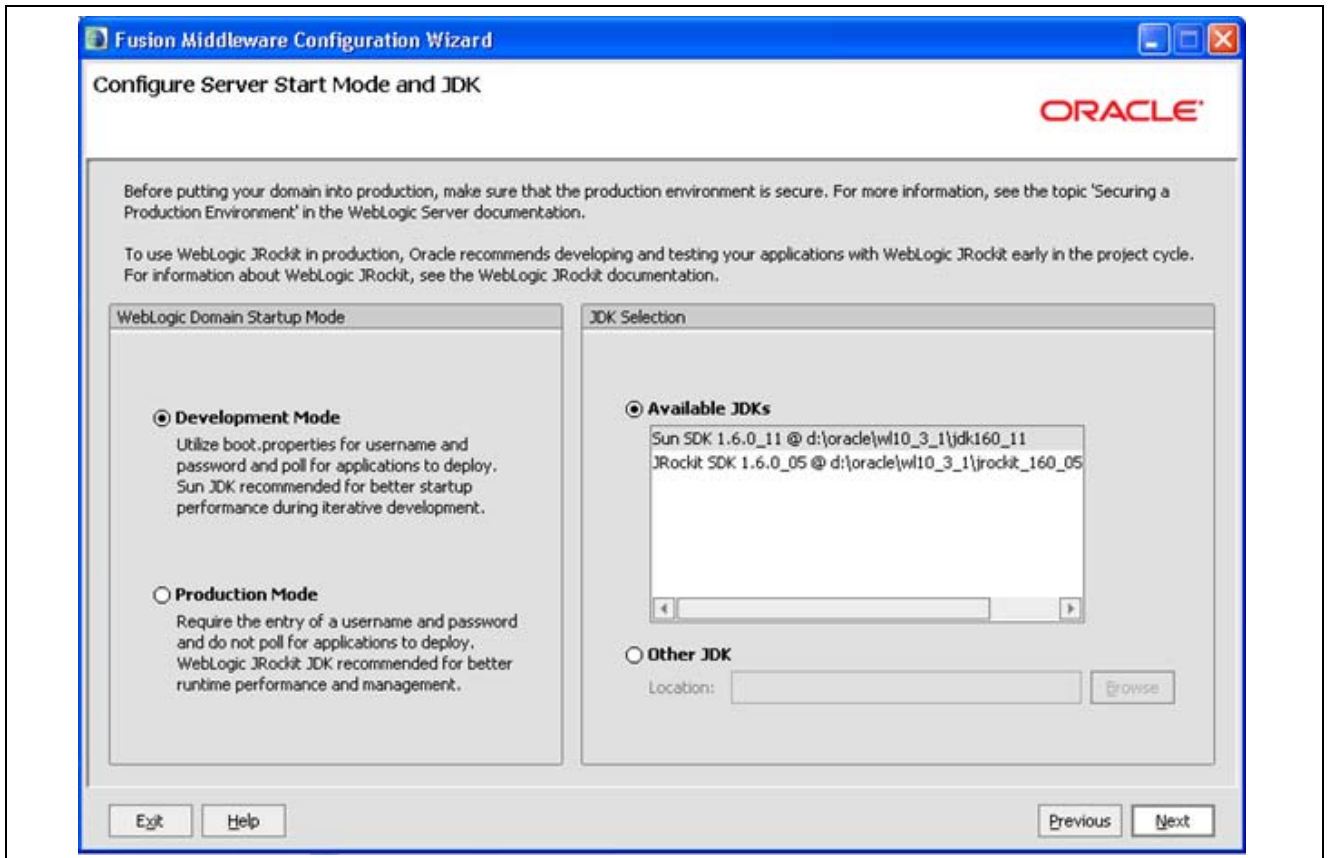 Fusion Middleware Configuration Wizard
Configure Server Start Mode and JDK
ORACLE
Before putting your domain into production, make sure that the production environment is secure. For more information, see the topic 'Securing a
Production Environment' in the WebLogic Server documentation.
To use WebLogic JRockit in production, Oracle recommends developing and testing your applications with WebLogic JRockit early in the project cycle.
For information about WebLogic JRockit, see the WebLogic JRockit documentation.
WebLogic Domain Startup Mode
Development Mode
Utilize boot.properties for username and
password and poll for applications to deploy.
Sun JDK recommended for better startup
performance during iterative development.
Production Mode
Require the entry of a username and password
and do not poll for applications to deploy.
WebLogic JRockit JDK recommended for better
runtime performance and management.
JDK Selection
Available JDKs
Sun SDK 1.6.0_11 @ d:\oracle\wl10_3_1\jdk160_11
JRockit SDK 1.6.0_05 @ d:\oracle\wl10_3_1\jrockit_160_05
Other JDK
Location:
Browse
Exit
Help
Previous
Next